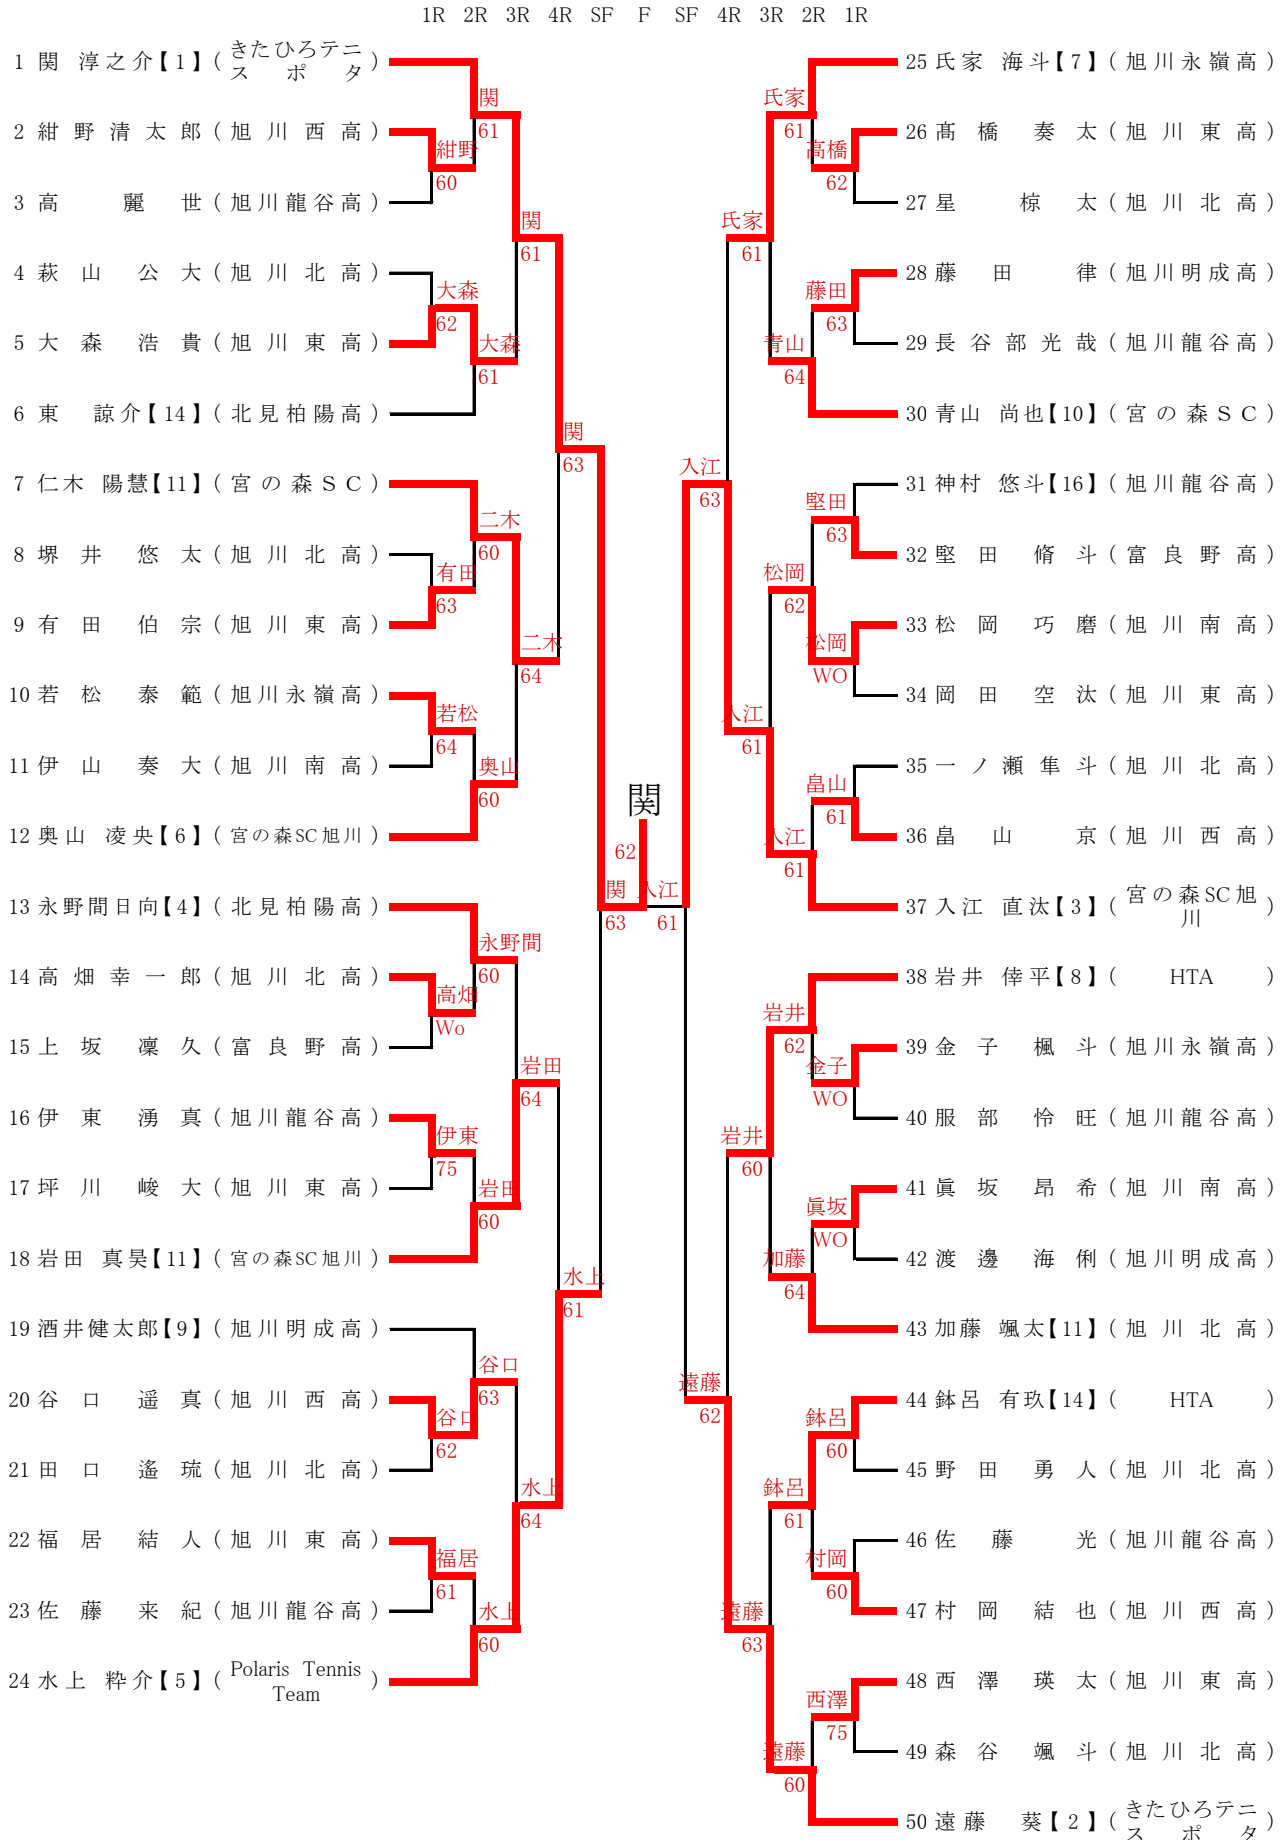 1R 2R 3R 4R SF F SF 4R 3R 2R 1R
1 関 淳之介【1】(きたひろテニスポタ)
2 紺野清太郎(旭川西高)
3 高 麗世(旭川龍谷高)
4 萩山 公大(旭川北高)
5 大森 浩貴(旭川東高)
6 東 諒介【14】(北見柏陽高)
7 仁木 陽慧【11】(宮の森SC)
8 堺井 悠太(旭川北高)
9 有田 伯宗(旭川東高)
10 若松 泰範(旭川永嶺高)
11 伊山 奏大(旭川南高)
12 奥山 凌央【6】(宮の森SC旭川)
13 永野間日向【4】(北見柏陽高)
14 高畑幸一郎(旭川北高)
15 上坂 凜久(富良野高)
16 伊東 湧真(旭川龍谷高)
17 坪川 峻大(旭川東高)
18 岩田 真昊【11】(宮の森SC旭川)
19 酒井健太郎【9】(旭川明成高)
20 谷口 遥真(旭川西高)
21 田口 遙琉(旭川北高)
22 福居 結人(旭川東高)
23 佐藤 来紀(旭川龍谷高)
24 水上 粋介【5】(Polaris Tennis Team)
紺野
60
大森
62
有田
63
若松
64
高畑
Wo
伊東
75
谷口
62
福居
61
関
61
大森
61
二木
60
奥山
60
永野間
60
岩田
60
谷口
63
水上
60
関
61
二木
64
岩田
64
水上
64
関
63
水上
61
関
63
関
62
入江
61
入江
63
遠藤
62
氏家
61
入江
61
岩井
60
遠藤
63
氏家
61
青山
64
松岡
62
入江
61
岩井
62
加藤
64
鉢呂
61
遠藤
60
高橋
62
藤田
63
堅田
63
松岡
WO
畠山
61
金子
WO
眞坂
WO
鉢呂
60
村岡
60
西澤
75
25 氏家 海斗【7】(旭川永嶺高)
26 髙橋 奏太(旭川東高)
27 星 椋太(旭川北高)
28 藤田 律(旭川明成高)
29 長谷部光哉(旭川龍谷高)
30 青山 尚也【10】(宮の森SC)
31 神村 悠斗【16】(旭川龍谷高)
32 堅田 脩斗(富良野高)
33 松岡 巧磨(旭川南高)
34 岡田 空汰(旭川東高)
35 一ノ瀬隼斗(旭川北高)
36 畠山 京(旭川西高)
37 入江 直汰【3】(宮の森SC旭川)
38 岩井 倖平【8】(HTA)
39 金子 楓斗(旭川永嶺高)
40 服部 怜旺(旭川龍谷高)
41 眞坂 昂希(旭川南高)
42 渡邊 海俐(旭川明成高)
43 加藤 颯太【11】(旭川北高)
44 鉢呂 有玖【14】(HTA)
45 野田 勇人(旭川北高)
46 佐藤 光(旭川龍谷高)
47 村岡 結也(旭川西高)
48 西澤 瑛太(旭川東高)
49 森谷 颯斗(旭川北高)
50 遠藤 葵【2】(きたひろテニスポタ)